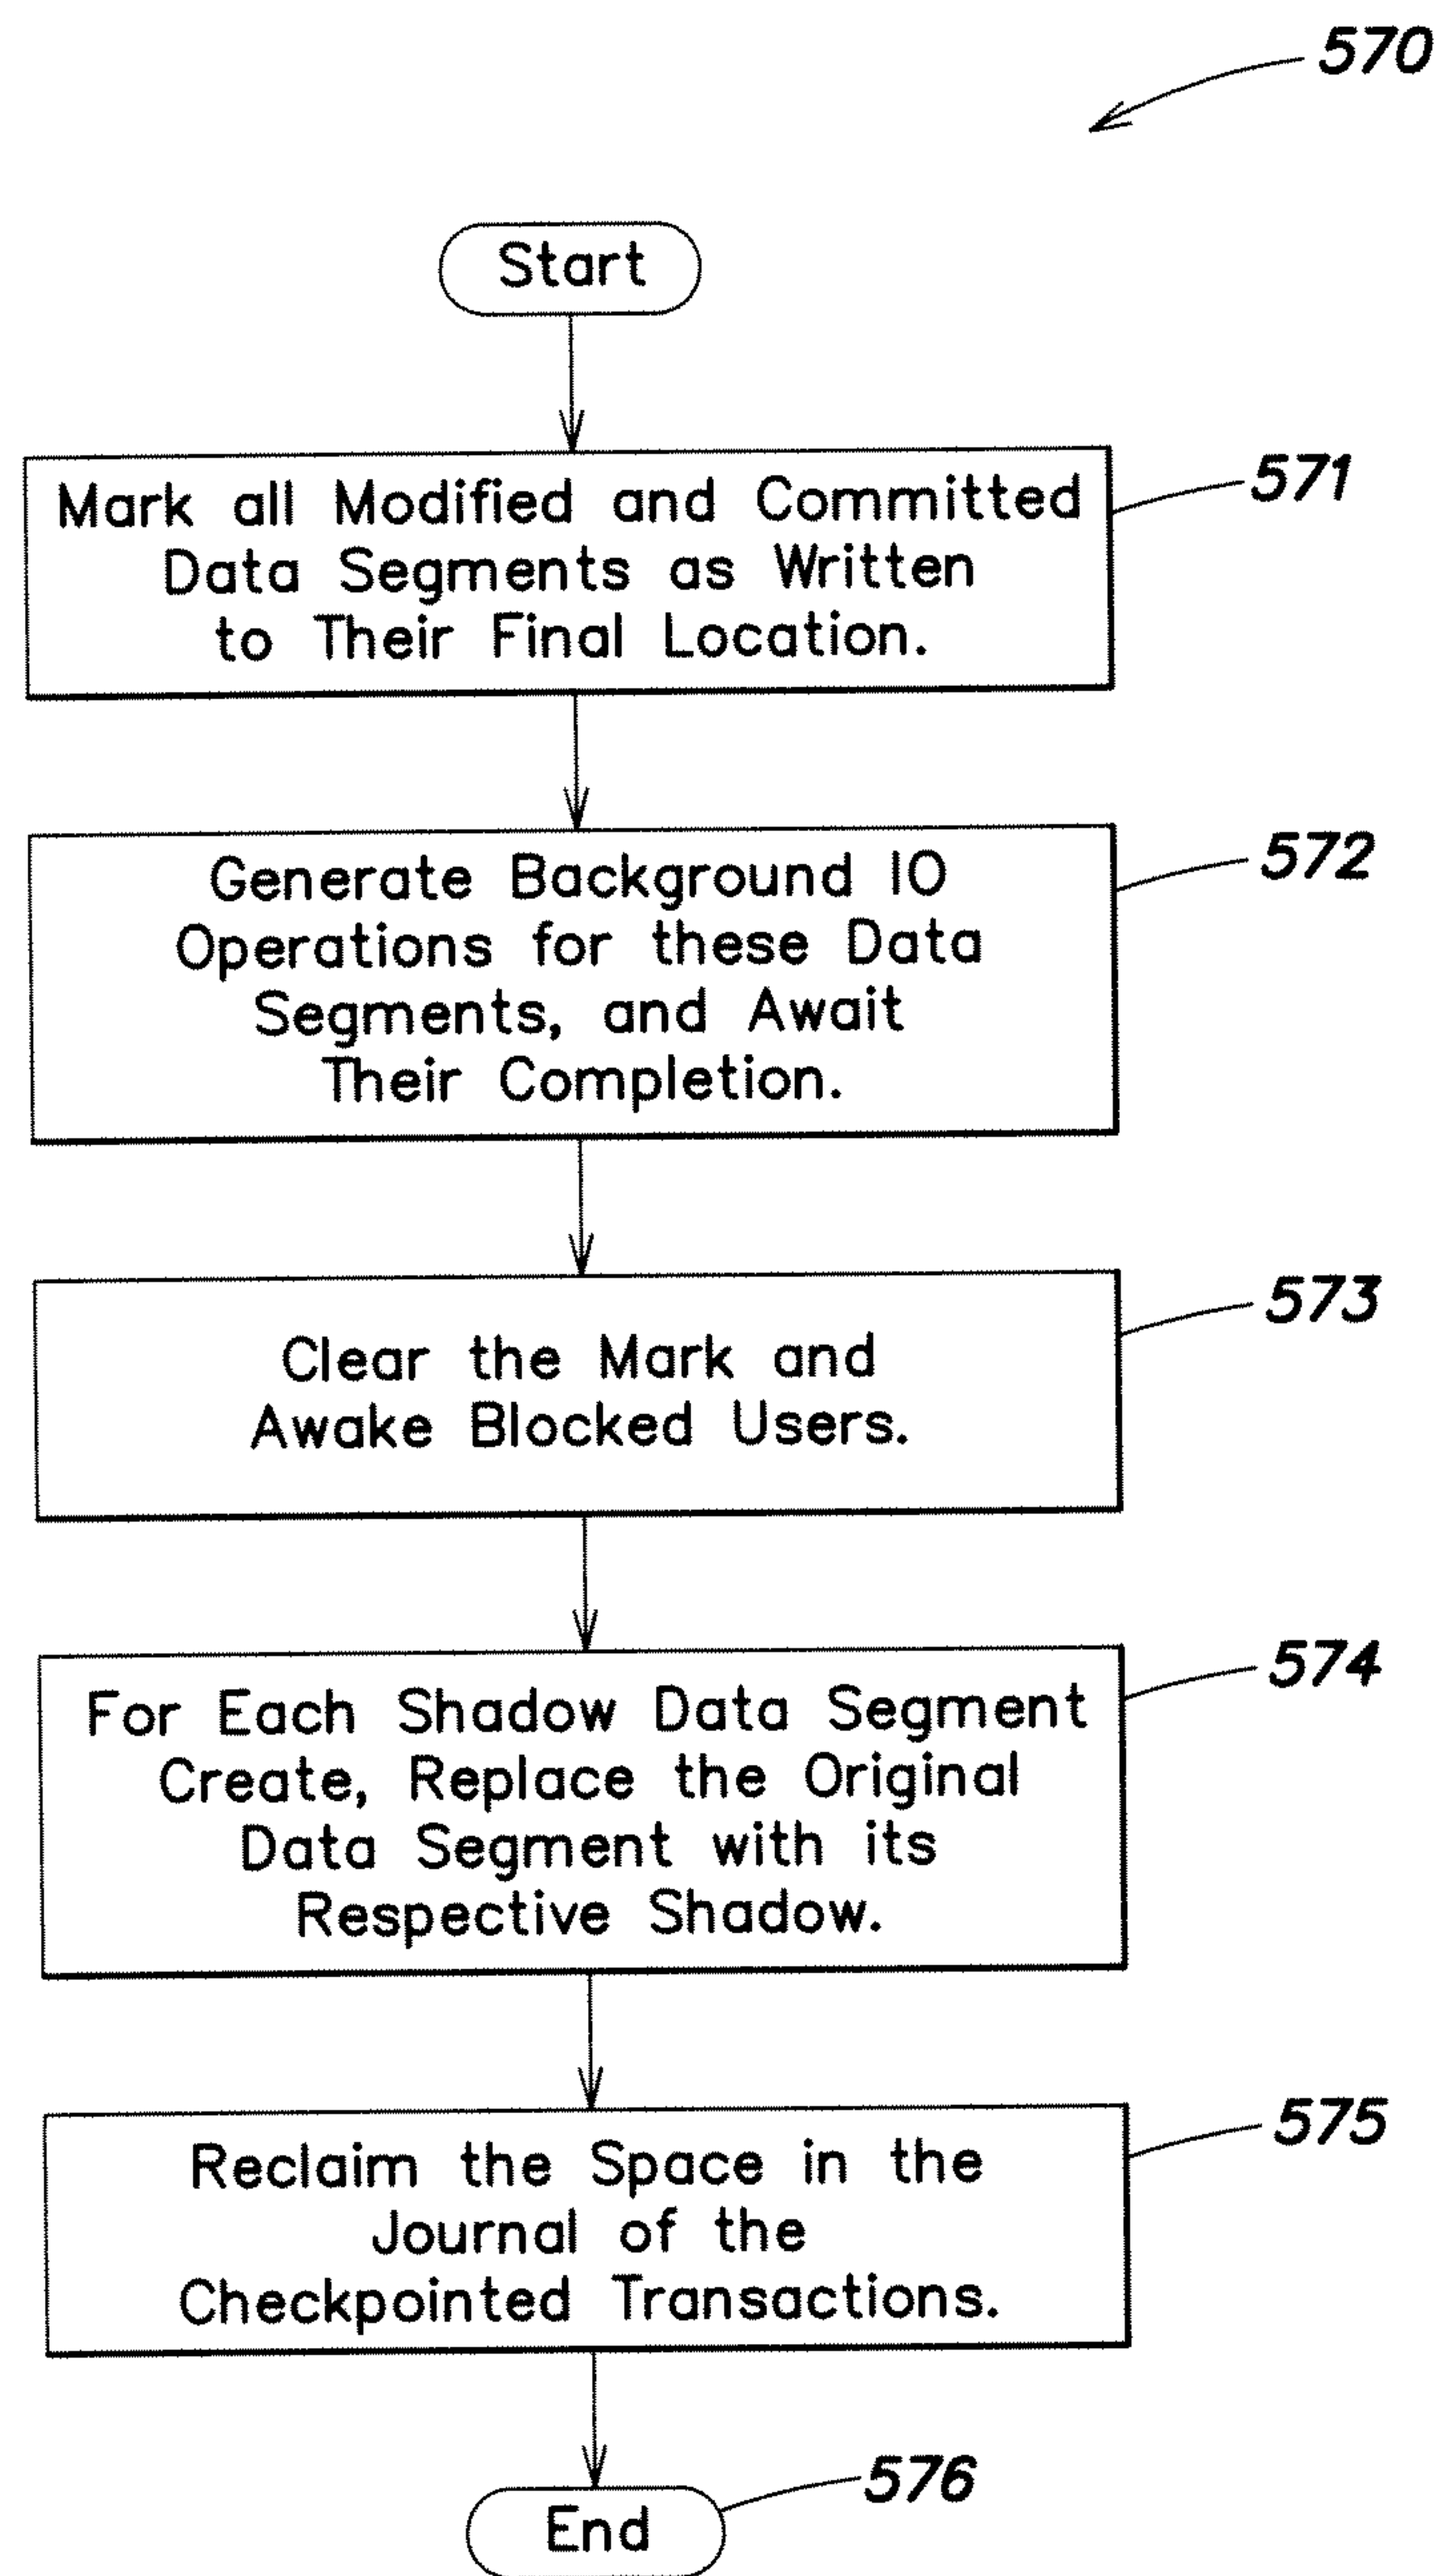 570
Start
Mark all Modified and Committed
Data Segments as Written
to Their Final Location.
571
Generate Background IO
Operations for these Data
Segments, and Await
Their Completion.
572
Clear the Mark and
Awake Blocked Users.
573
For Each Shadow Data Segment
Create, Replace the Original
Data Segment with its
Respective Shadow.
574
Reclaim the Space in the
Journal of the
Checkpointed Transactions.
575
End
576